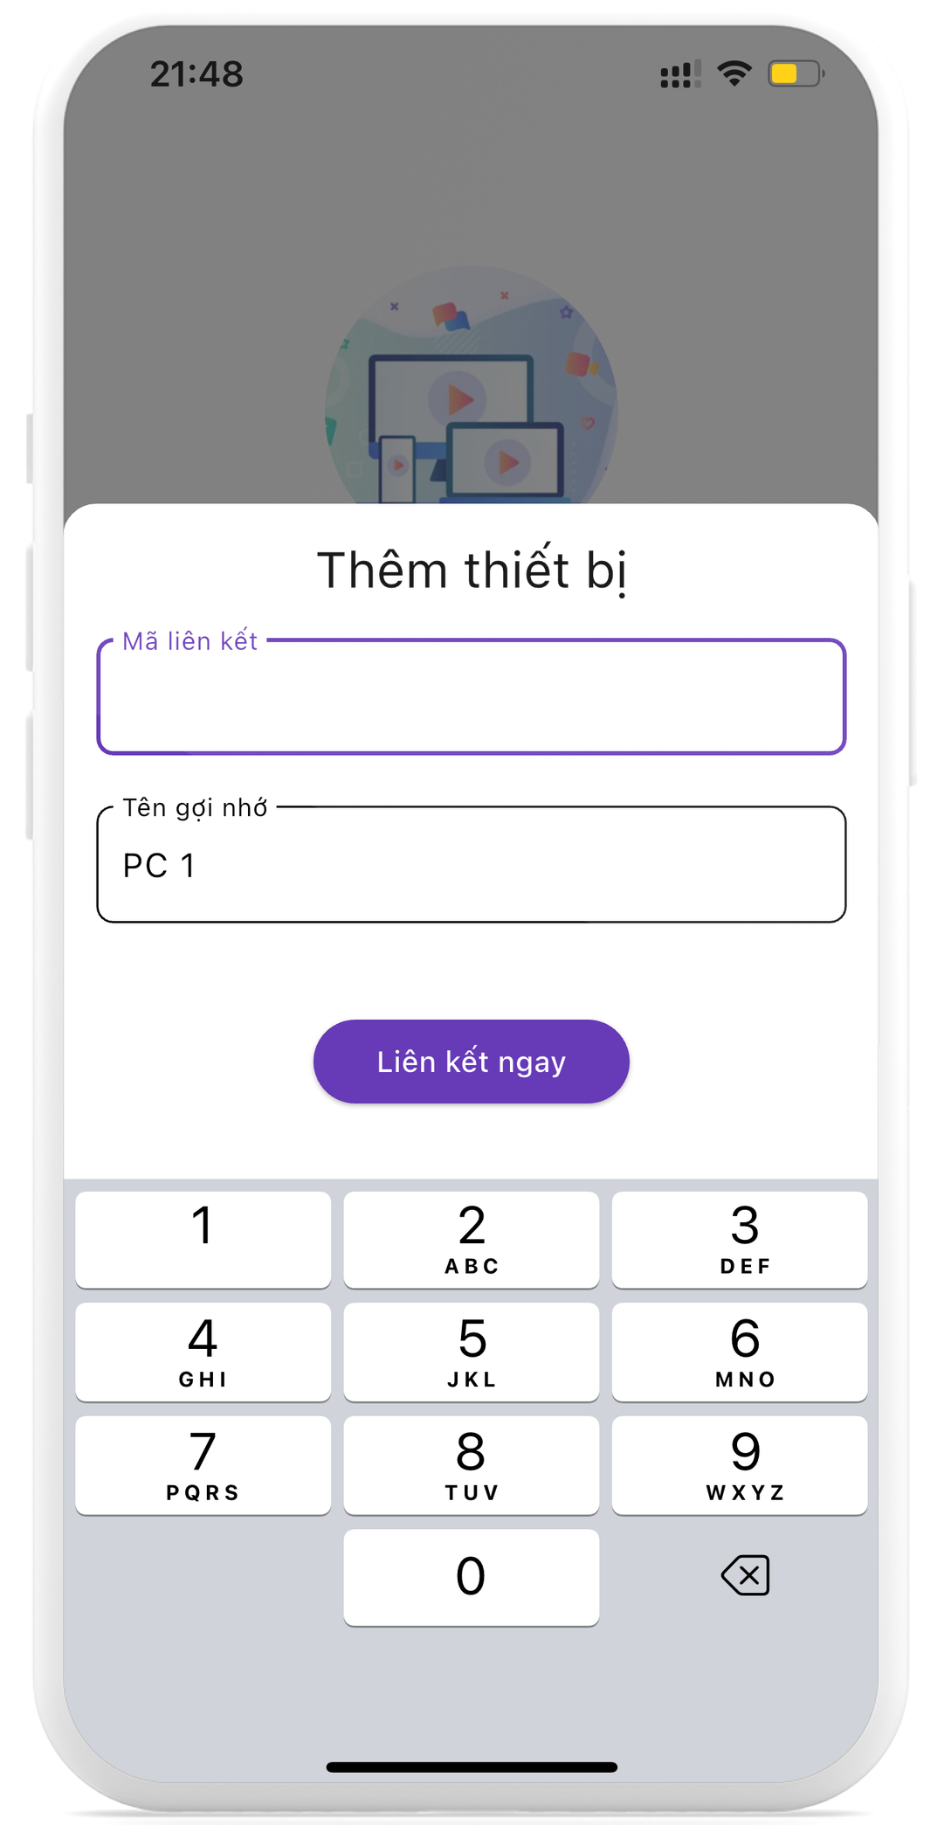 21:48
Thêm thiết bị
Mã liên kết
Tên gợi nhớ
PC 1
Liên kết ngay
1
2
3
ABC
DEF
4
5
6
GHI
JKL
MNO
7
8
9
PQRS
TUV
WXYZ
0